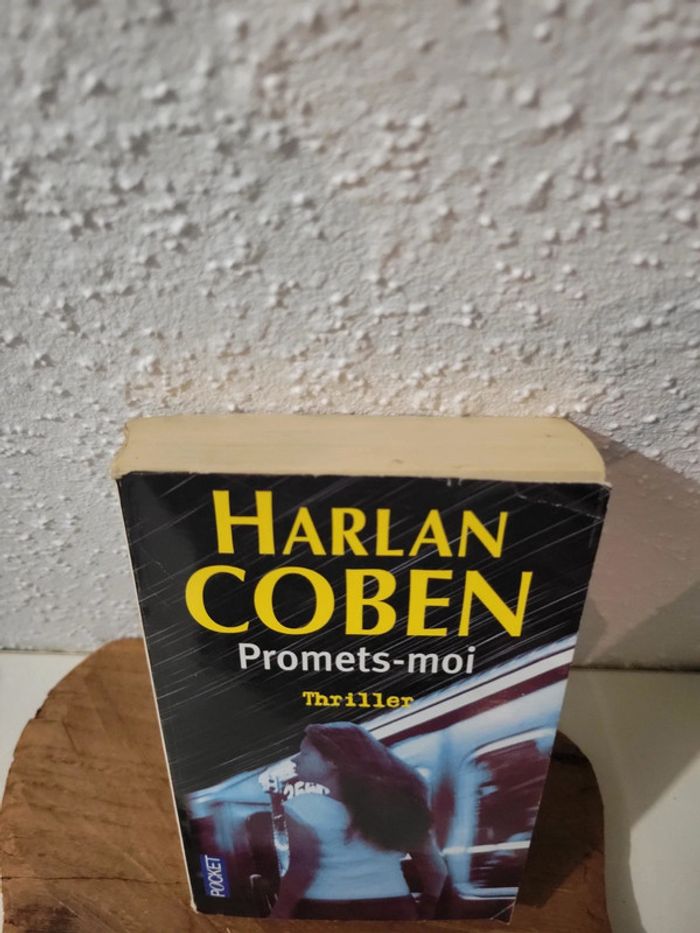 HARLAN
COBEN
Promets-moi
Thriller
POCKET